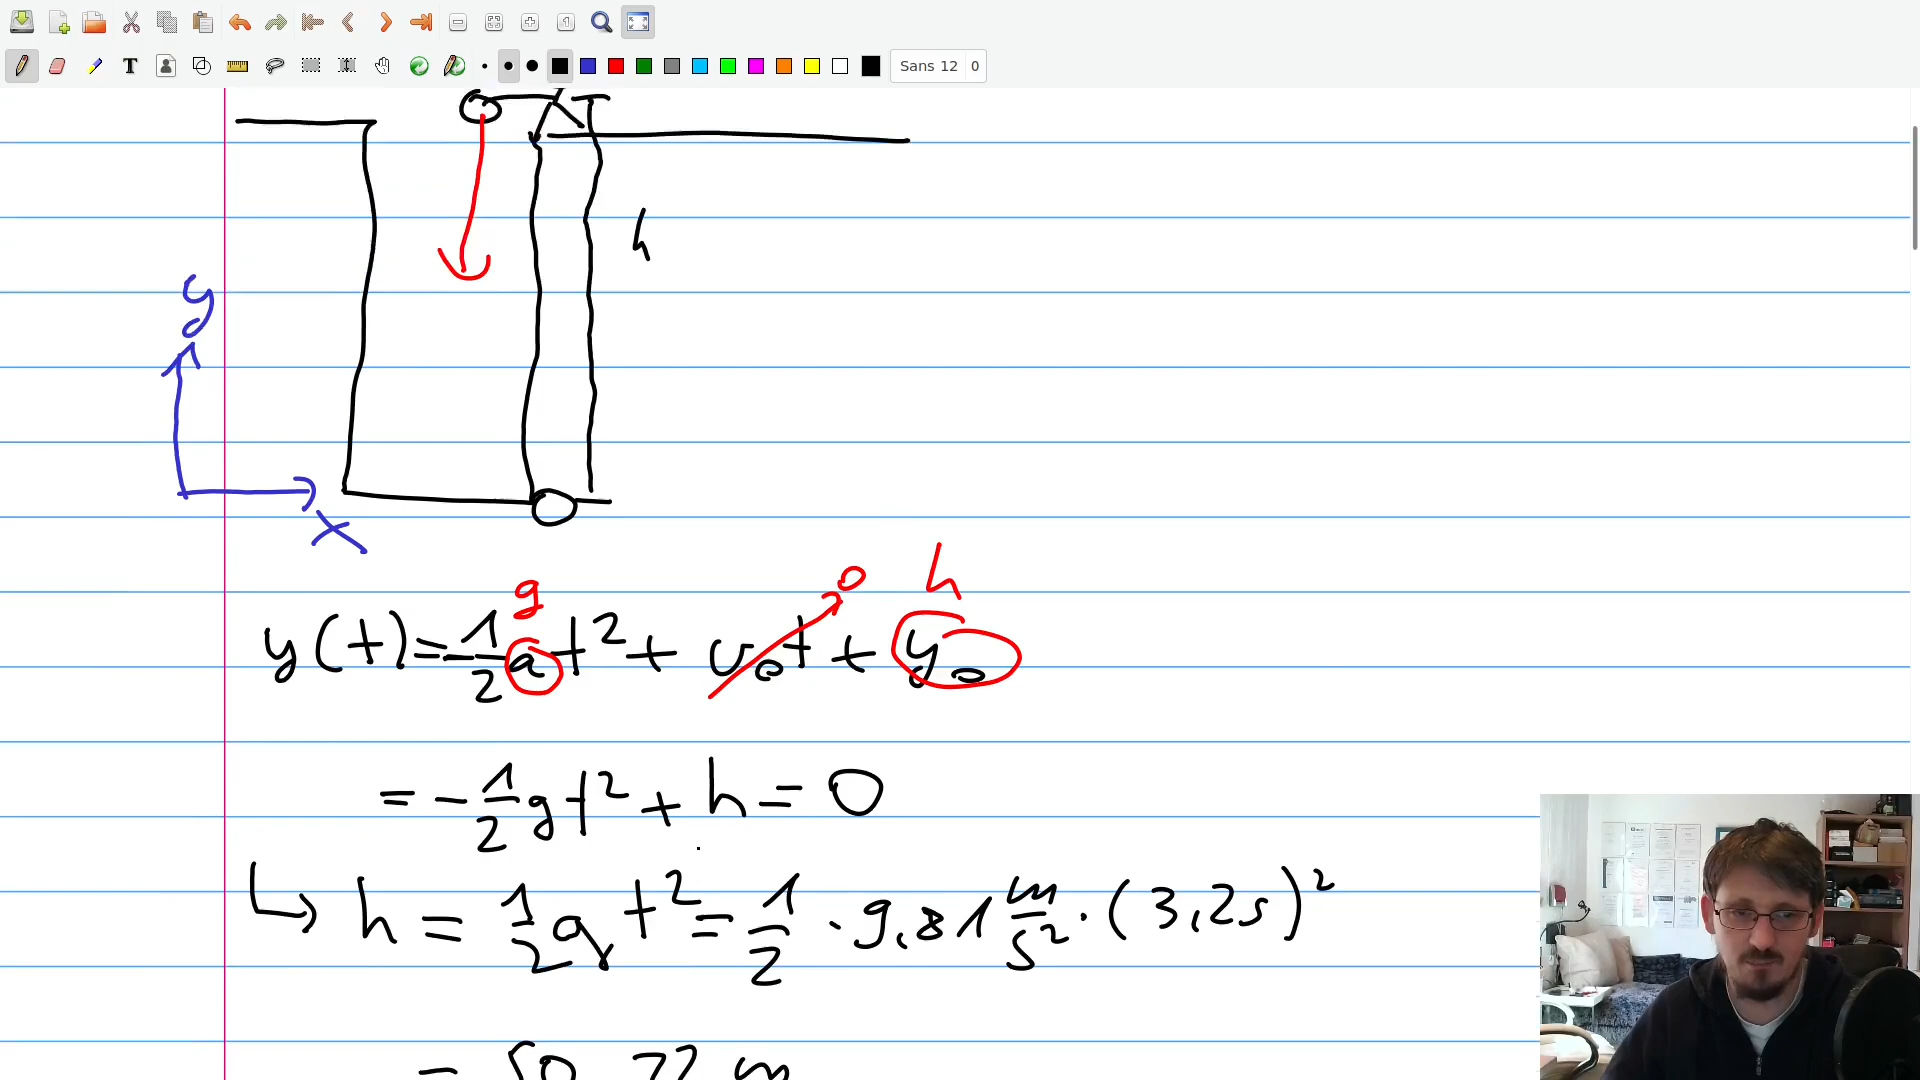 T Sans 12 0
h
y
x
g 0 h
y(t) = -1/2 a t² + v₀t + y₀
= -1/2 g t² + h = 0
↳ h = 1/2 g t² = 1/2 · 9,81 m/s² · (3,2s)²
= m